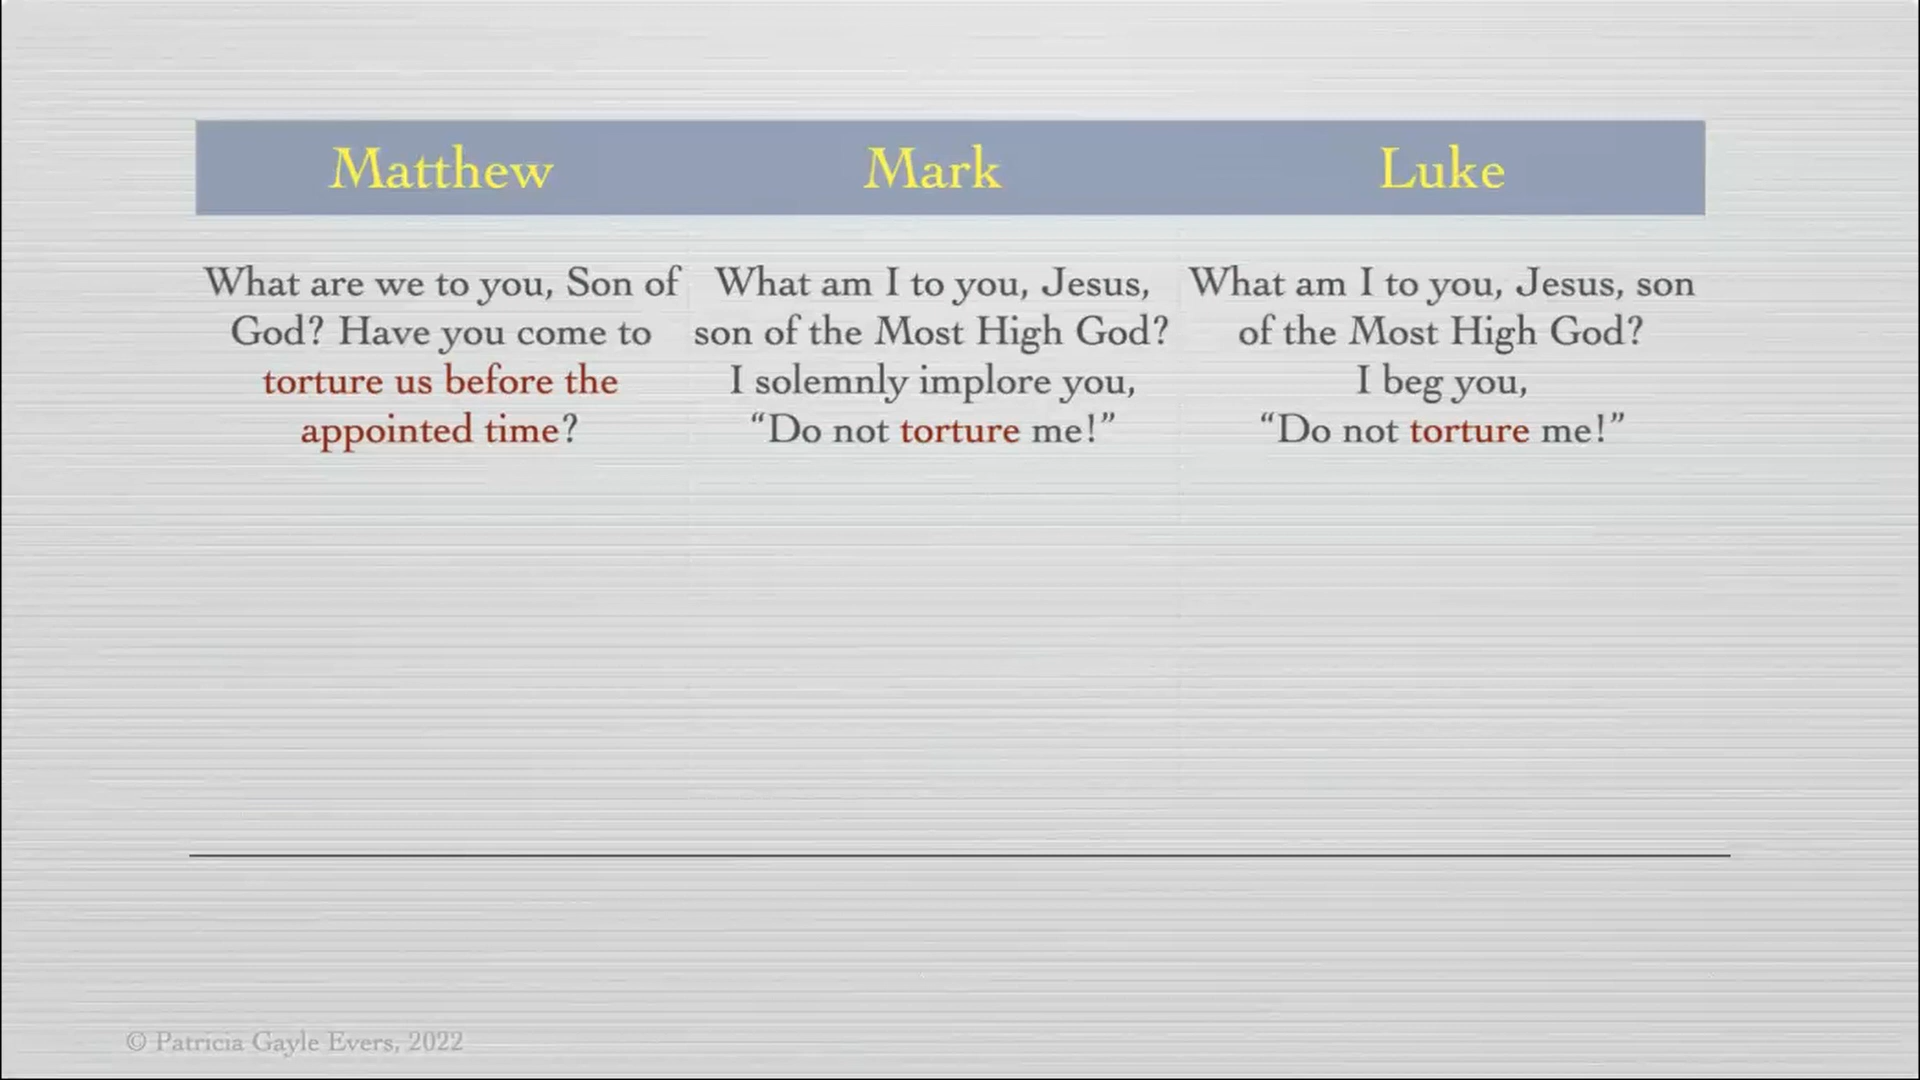 Matthew Mark Luke
What are we to you, Son of
God? Have you come to
torture us before the
appointed time?
What am I to you, Jesus,
son of the Most High God?
I solemnly implore you,
“Do not torture me!”
What am I to you, Jesus, son
of the Most High God?
I beg you,
“Do not torture me!”
© Patricia Gayle Evers, 2022